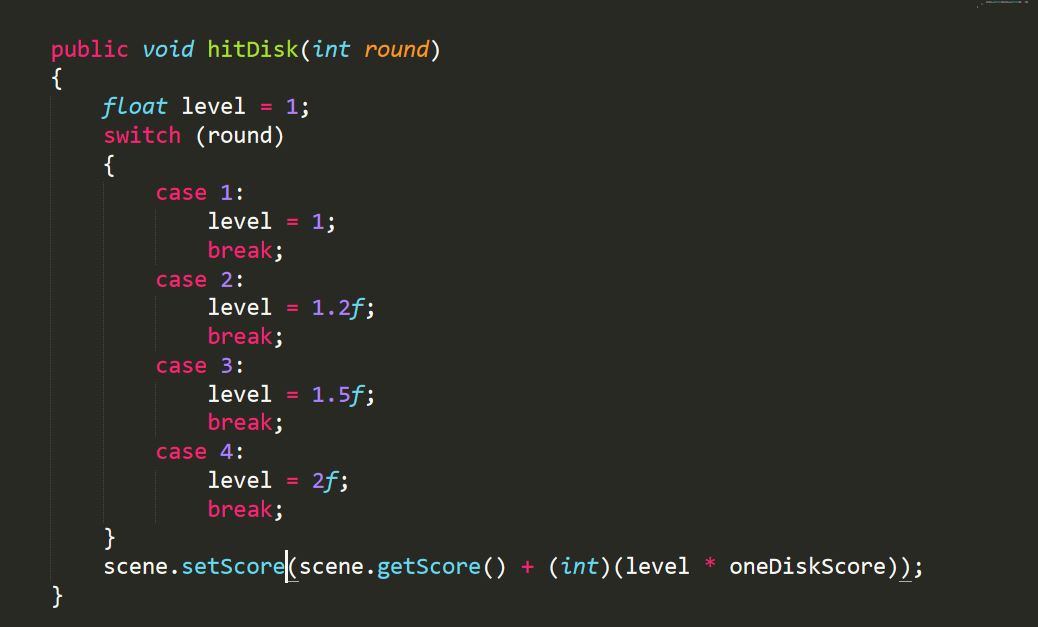 public void hitDisk(int round)
{
    float level = 1;
    switch (round)
    {
        case 1:
            level = 1;
            break;
        case 2:
            level = 1.2f;
            break;
        case 3:
            level = 1.5f;
            break;
        case 4:
            level = 2f;
            break;
    }
    scene.setScore(scene.getScore() + (int)(level * oneDiskScore));
}